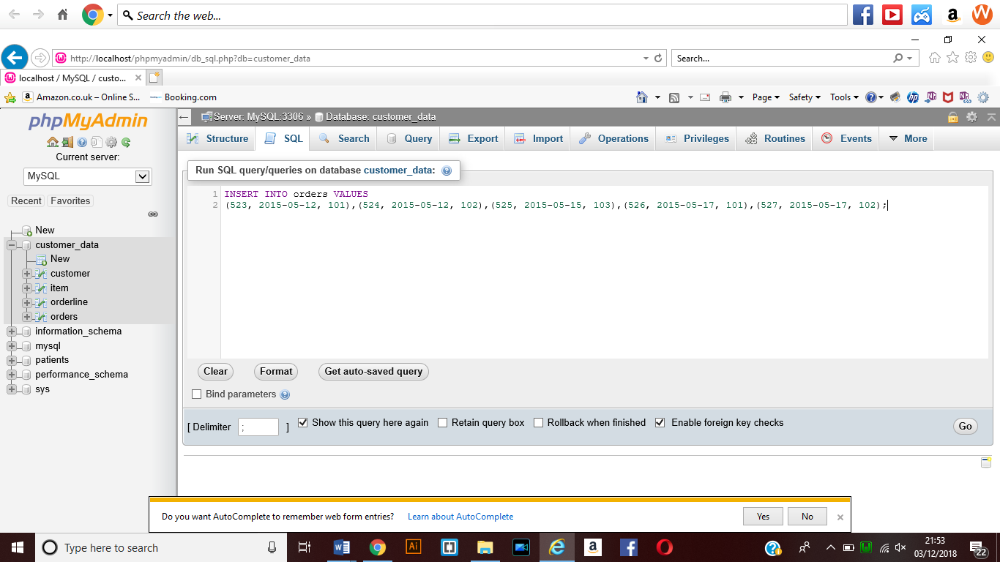 Search the web...
http://localhost/phpmyadmin/db_sql.php?db=customer_data
Search...
localhost / MySQL / custo...
Amazon.co.uk – Online S...
Booking.com
Page
Safety
Tools
phpMyAdmin
Current server:
MySQL
Recent
Favorites
New
customer_data
New
customer
item
orderline
orders
information_schema
mysql
patients
performance_schema
sys
Server: MySQL:3306 » Database: customer_data
Structure
SQL
Search
Query
Export
Import
Operations
Privileges
Routines
Events
More
Run SQL query/queries on database customer_data:
1 INSERT INTO orders VALUES
2 (523, 2015-05-12, 101),(524, 2015-05-12, 102),(525, 2015-05-15, 103),(526, 2015-05-17, 101),(527, 2015-05-17, 102);
Clear
Format
Get auto-saved query
Bind parameters
[ Delimiter ; ]
Show this query here again
Retain query box
Rollback when finished
Enable foreign key checks
Go
Do you want AutoComplete to remember web form entries?
Learn about AutoComplete
Yes
No
Type here to search
21:53
03/12/2018
22